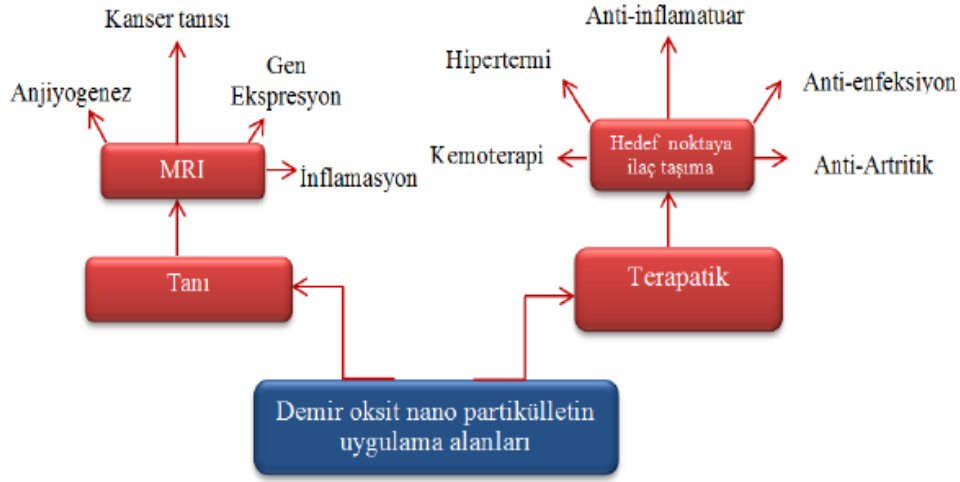 Kanser tanısı
Anjiyogenez
Gen
Ekspresyon
MRI
İnflamasyon
Tanı
Anti-inflamatuar
Hipertermi
Anti-enfeksiyon
Kemoterapi
Hedef noktaya
ilaç taşıma
Anti-Artritik
Terapatik
Demir oksit nano partikülletin
uygulama alanları